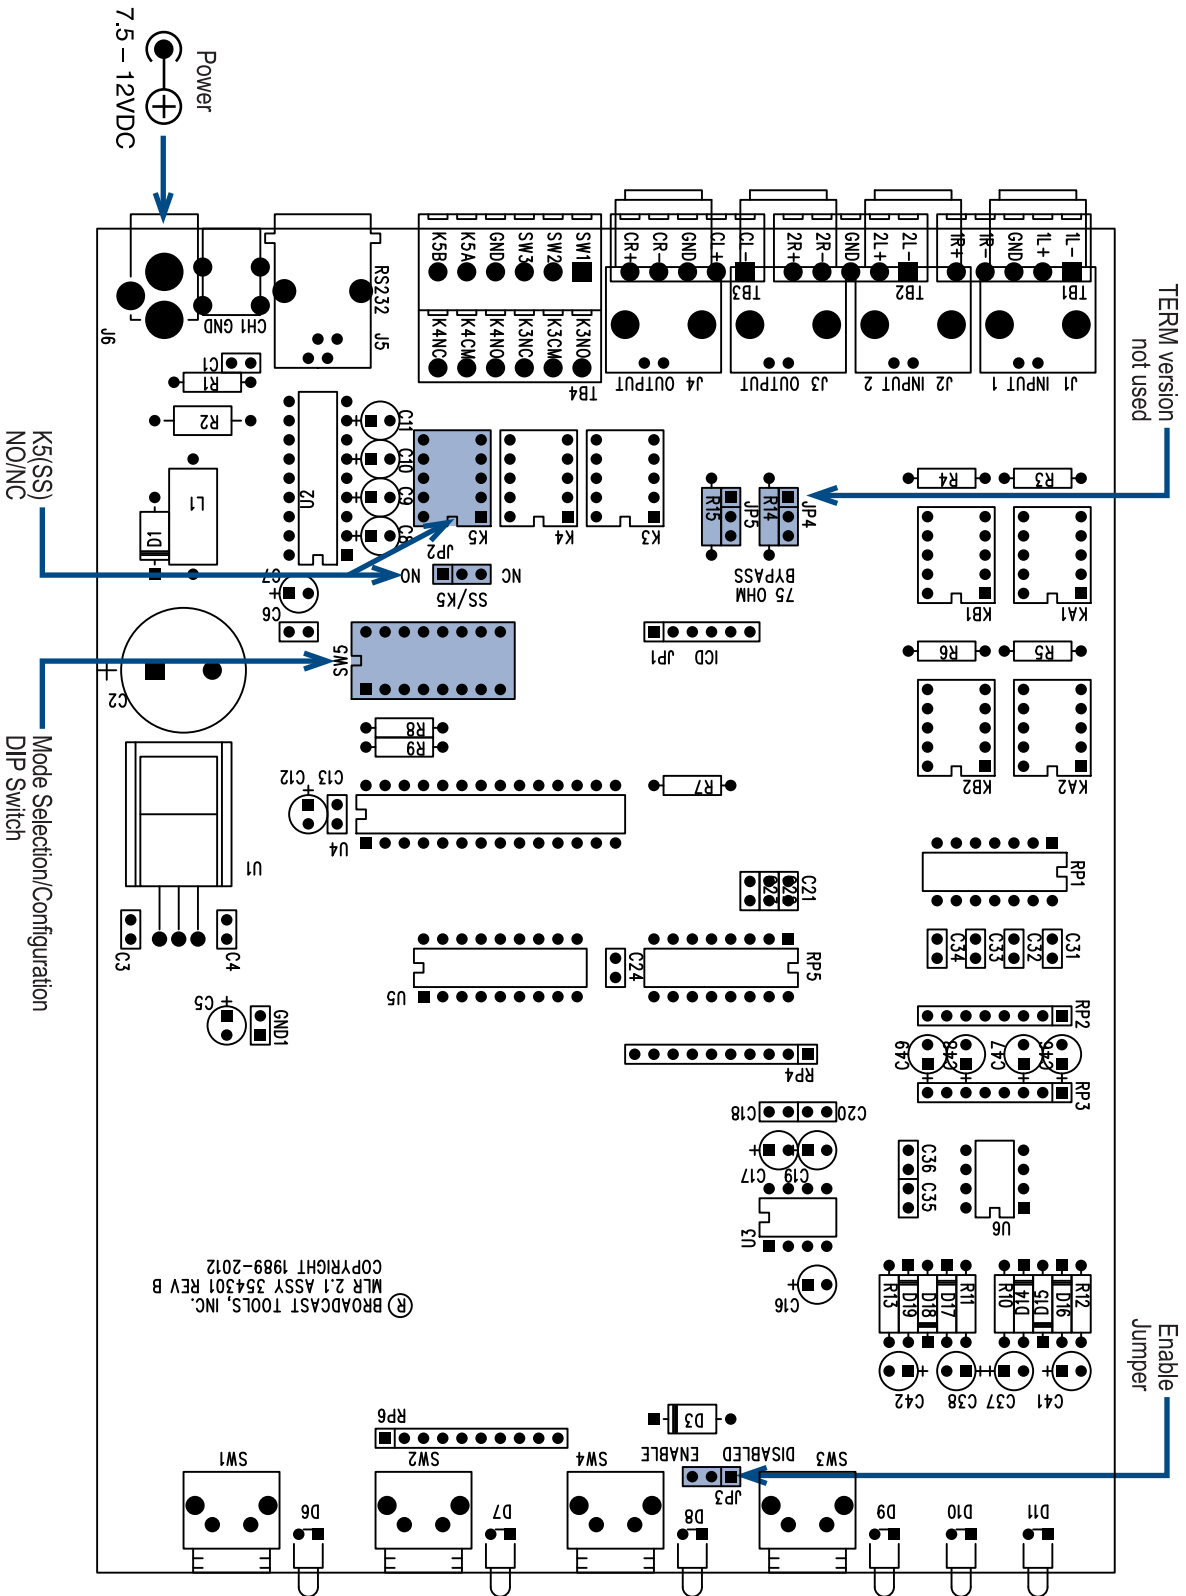 Power
7.5 – 12VDC
TERM version
not used
K5(SS)
NO/NC
Mode Selection/Configuration
DIP Switch
Enable
Jumper
J6
CH1 GND
RS232
J5
K5B
K5A
GND
SW3
SW2
SW1
K4NC
K4CM
K4NO
K3NC
K3CM
K3NO
TB4
CR+
CR-
GND
CL+
CL-
TB3
2R+
2R-
GND
2L+
2L-
TB2
1R+
1R-
GND
1L+
1L-
TB1
J4 OUTPUT
J3 OUTPUT
J2 INPUT 2
J1 INPUT 1
C1
R1
R2
L1
D1
U2
C11
C10
C9
C8
C7
C6
K5
K4
K3
JP2
NO
NC
SS/K5
R15
JP5
R14
JP4
75 OHM
BYPASS
JP1
ICD
R4
R3
KB1
KA1
R6
R5
KB2
KA2
C2
SW5
R8
R9
C12
C13
U4
R7
U1
C3
C4
C5
GND1
U5
C24
C21
RP5
RP4
RP1
C34
C33
C32
C31
RP2
C49
C48
C47
C46
RP3
C18
C20
C17
C19
U3
C16
C36
C35
U6
R13
D19
D18
D17
R11
R10
D14
D15
D16
R12
C42
C38
C37
C41
BROADCAST TOOLS, INC. ®
MLR 2.1 ASSY 354301 REV B
COPYRIGHT 1989-2012
RP6
D3
ENABLE
DISABLED
JP3
SW1
SW2
SW4
SW3
D6
D7
D8
D9
D10
D11